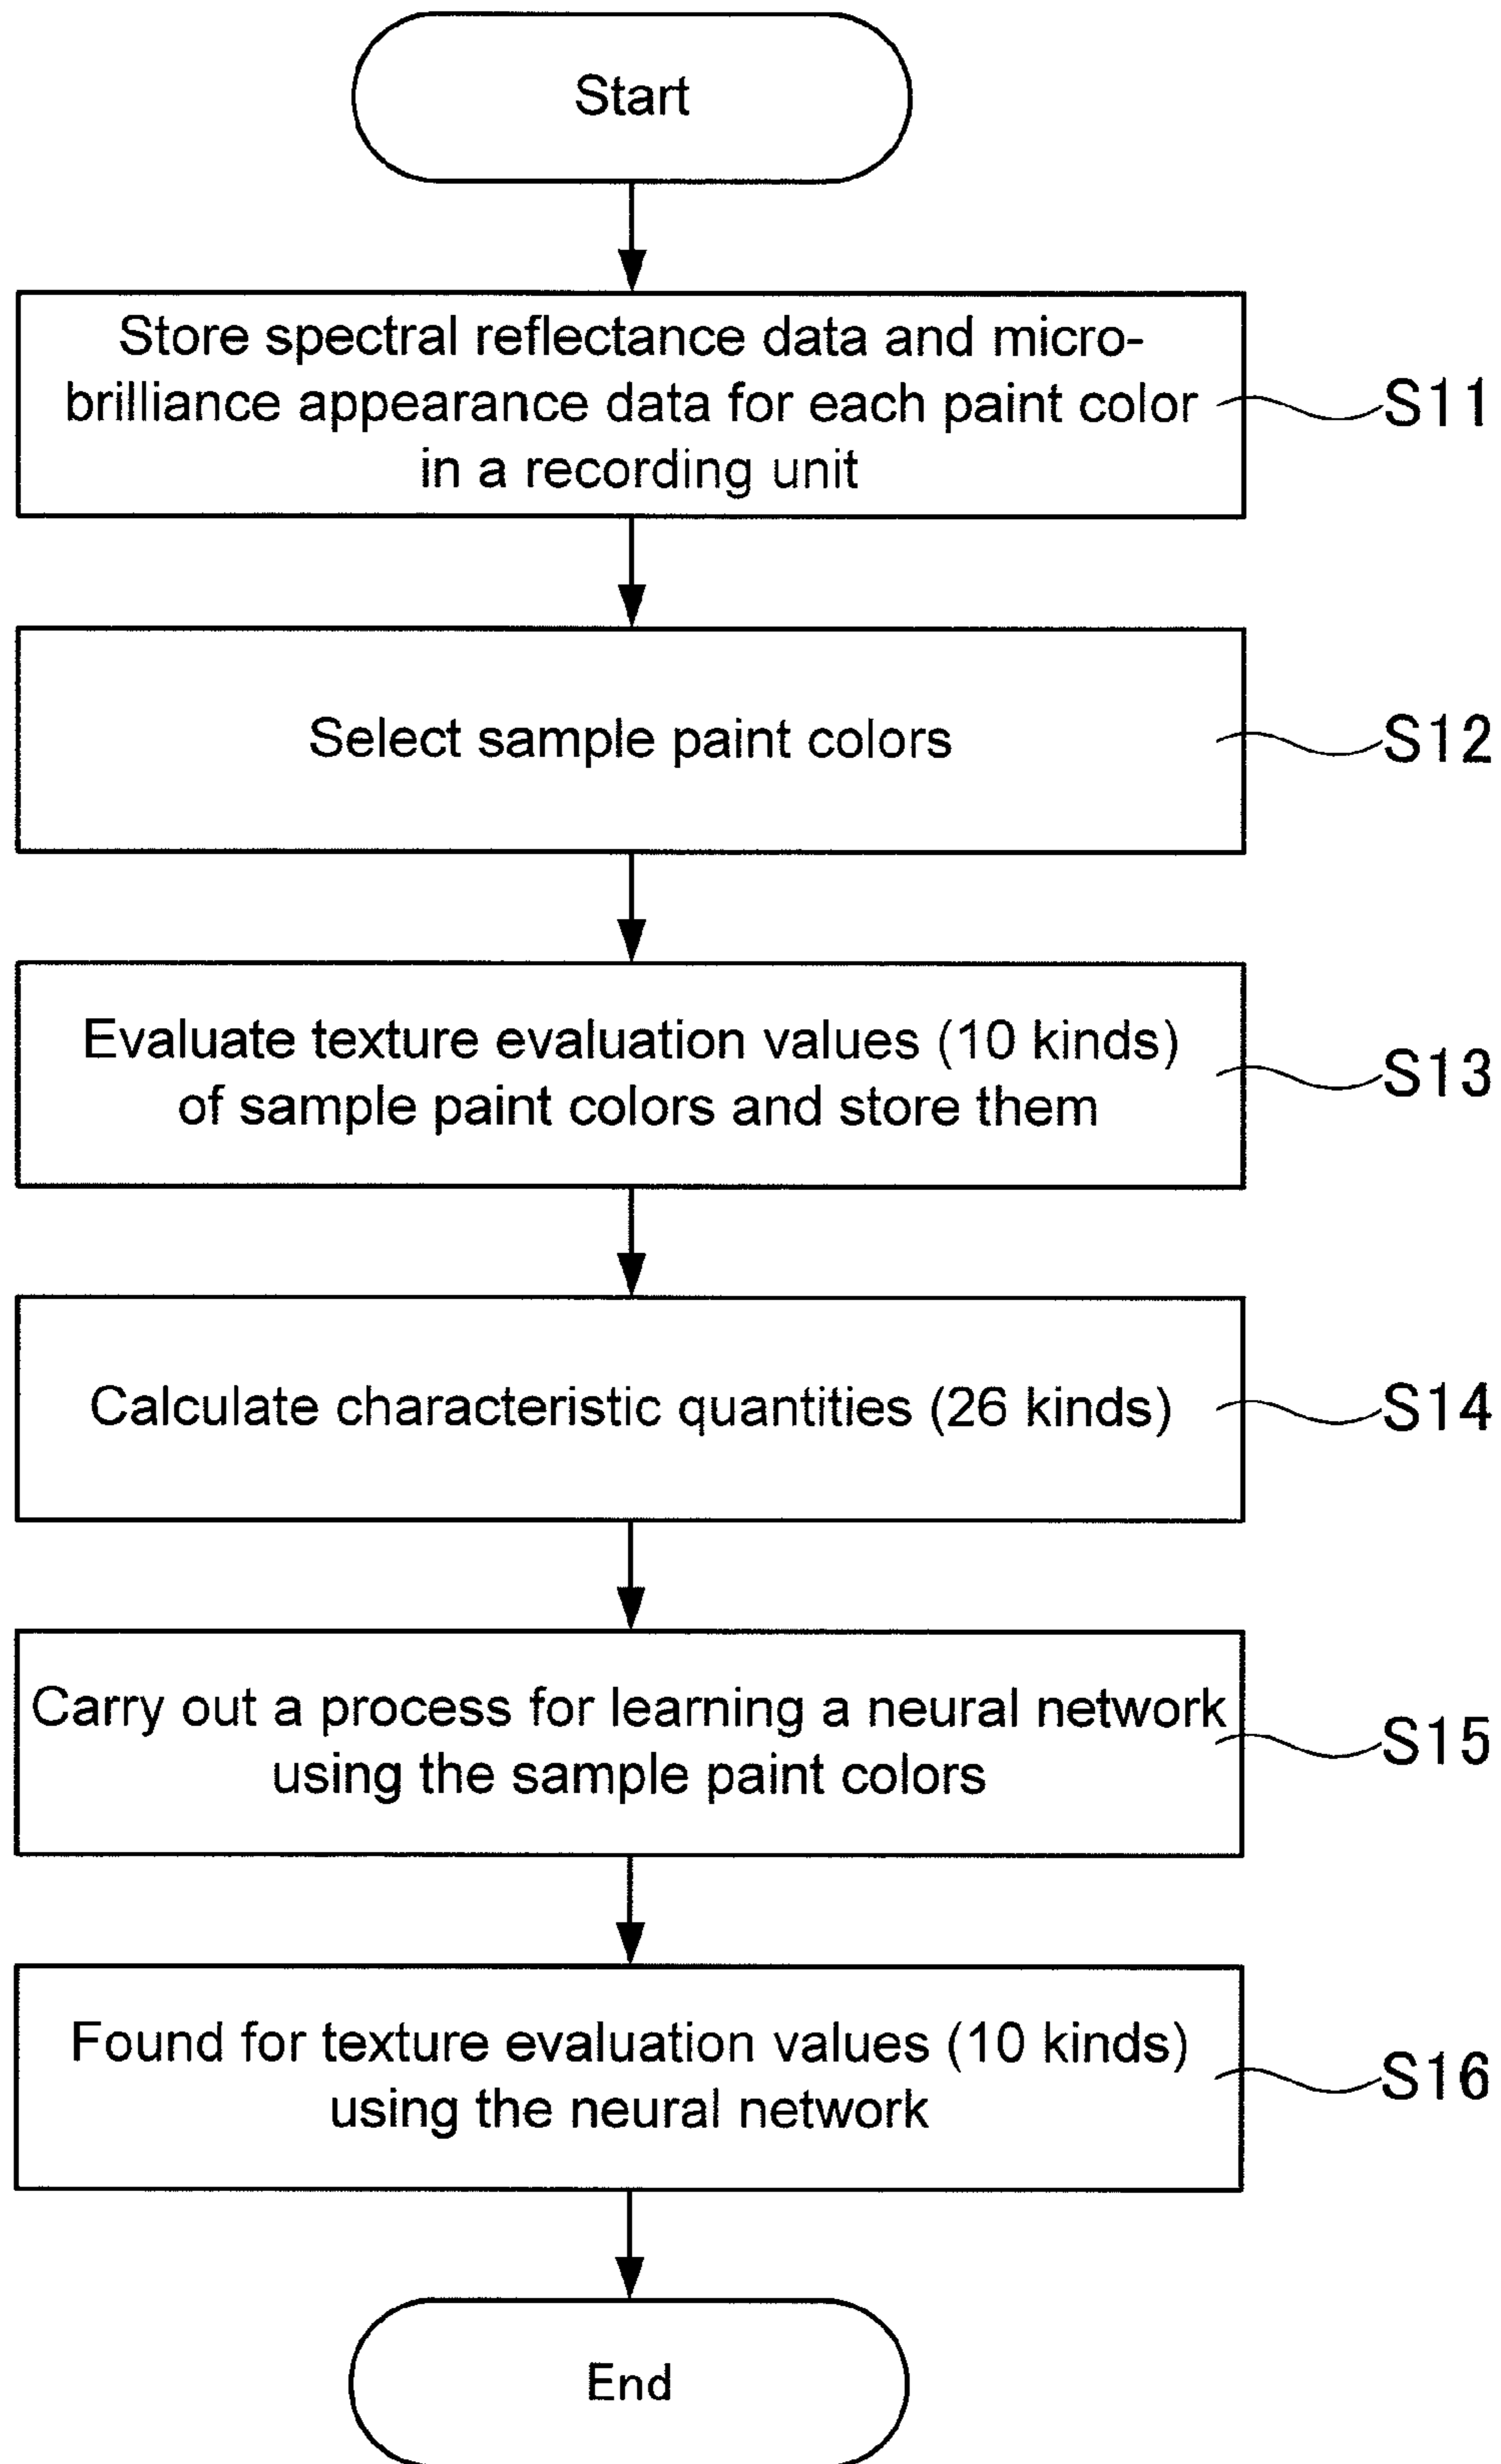 Start
Store spectral reflectance data and micro-
brilliance appearance data for each paint color
in a recording unit
S11
Select sample paint colors
S12
Evaluate texture evaluation values (10 kinds)
of sample paint colors and store them
S13
Calculate characteristic quantities (26 kinds)
S14
Carry out a process for learning a neural network
using the sample paint colors
S15
Found for texture evaluation values (10 kinds)
using the neural network
S16
End